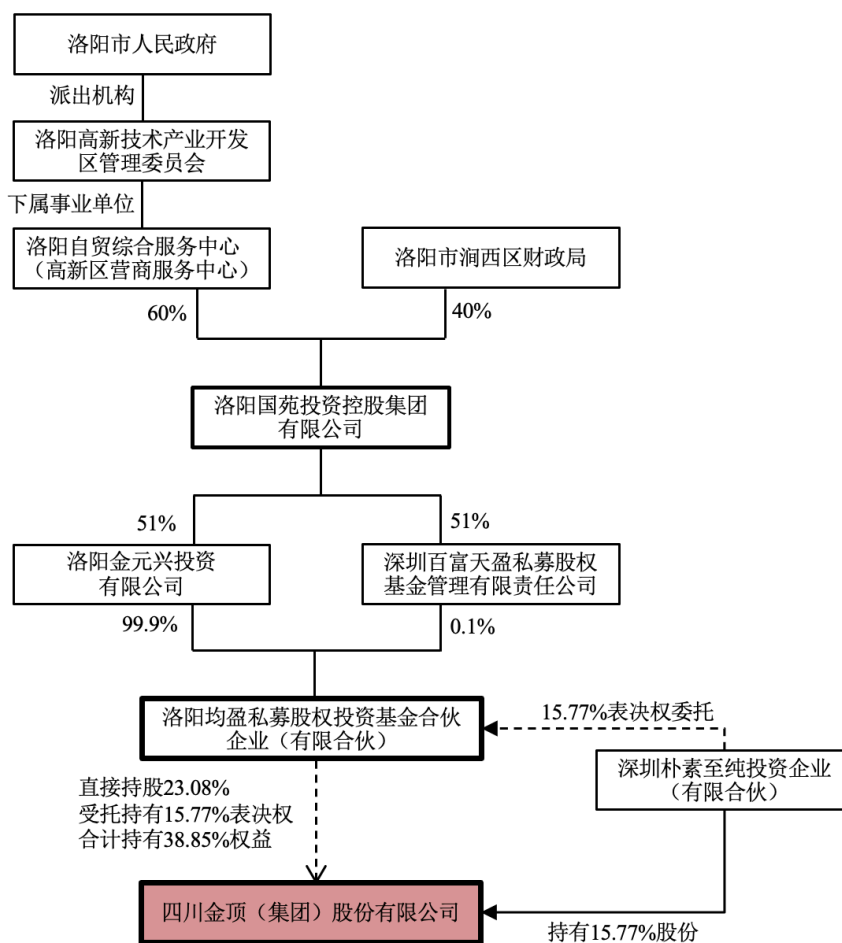 洛阳市人民政府
派出机构
洛阳高新技术产业开发
区管理委员会
下属事业单位
洛阳自贸综合服务中心
（高新区营商服务中心）
洛阳市涧西区财政局
60%
40%
洛阳国苑投资控股集团
有限公司
51%
51%
洛阳金元兴投资
有限公司
深圳百富天盈私募股权
基金管理有限责任公司
99.9%
0.1%
洛阳均盈私募股权投资基金合伙
企业（有限合伙）
15.77%表决权委托
深圳朴素至纯投资企业
（有限合伙）
直接持股23.08%
受托持有15.77%表决权
合计持有38.85%权益
四川金顶（集团）股份有限公司
持有15.77%股份